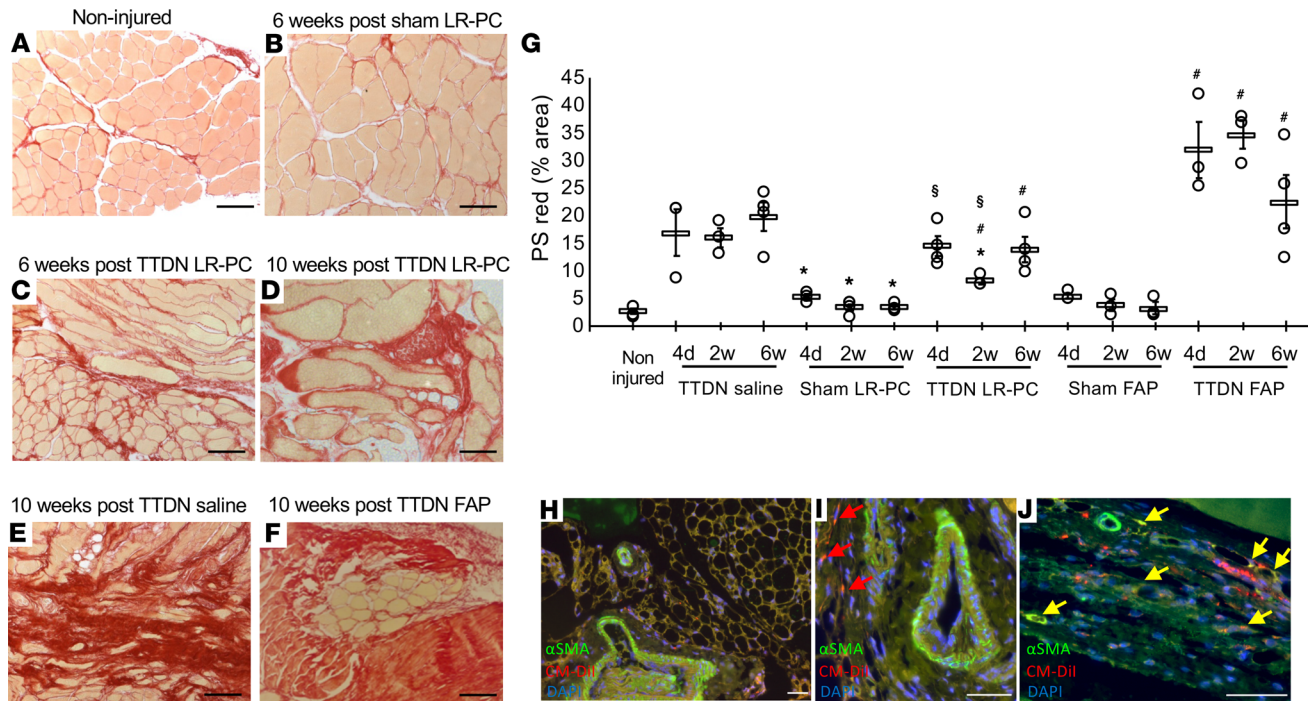 Non-injured
6 weeks post sham LR-PC
A
B
6 weeks post TTDN LR-PC
10 weeks post TTDN LR-PC
C
D
10 weeks post TTDN saline
10 weeks post TTDN FAP
E
F
G
PS red (% area)
45
40
35
30
25
20
15
10
5
0
* * *
§ § # * #
# # #
Non
injured
4d 2w 6w
TTDN saline
4d 2w 6w
Sham LR-PC
4d 2w 6w
TTDN LR-PC
4d 2w 6w
Sham FAP
4d 2w 6w
TTDN FAP
H
αSMA
CM-DiI
DAPI
I
αSMA
CM-DiI
DAPI
J
αSMA
CM-DiI
DAPI